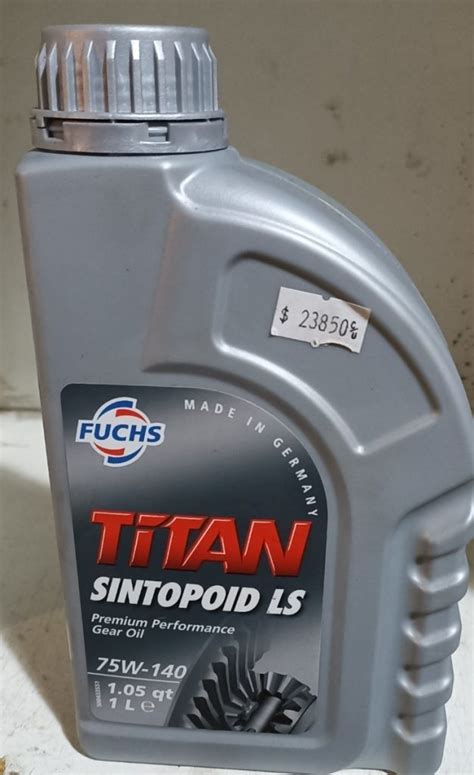 $ 23850 c/u
MADE IN GERMANY
FUCHS
TiTAN
SINTOPOID LS
Premium Performance
Gear Oil
75W-140
1.05 qt
1 L e